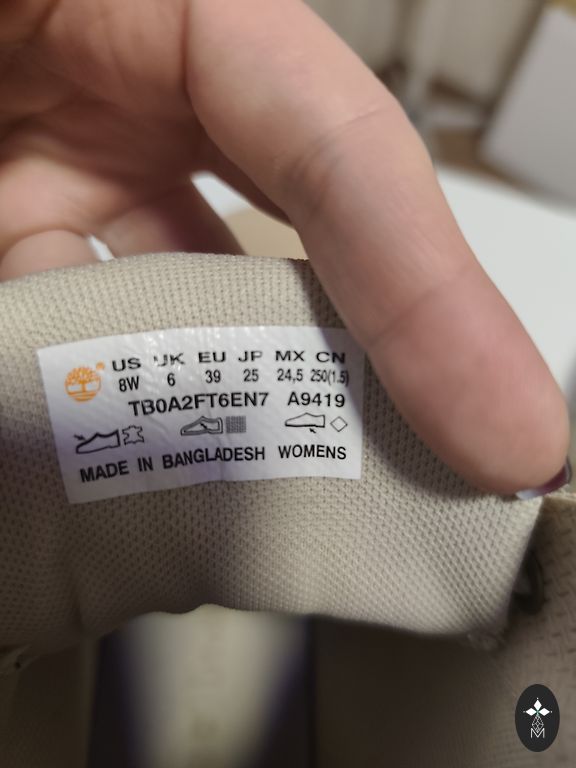 US UK EU JP MX CN
8W 6 39 25 24,5 250(1.5)
TB0A2FT6EN7 A9419
MADE IN BANGLADESH WOMENS